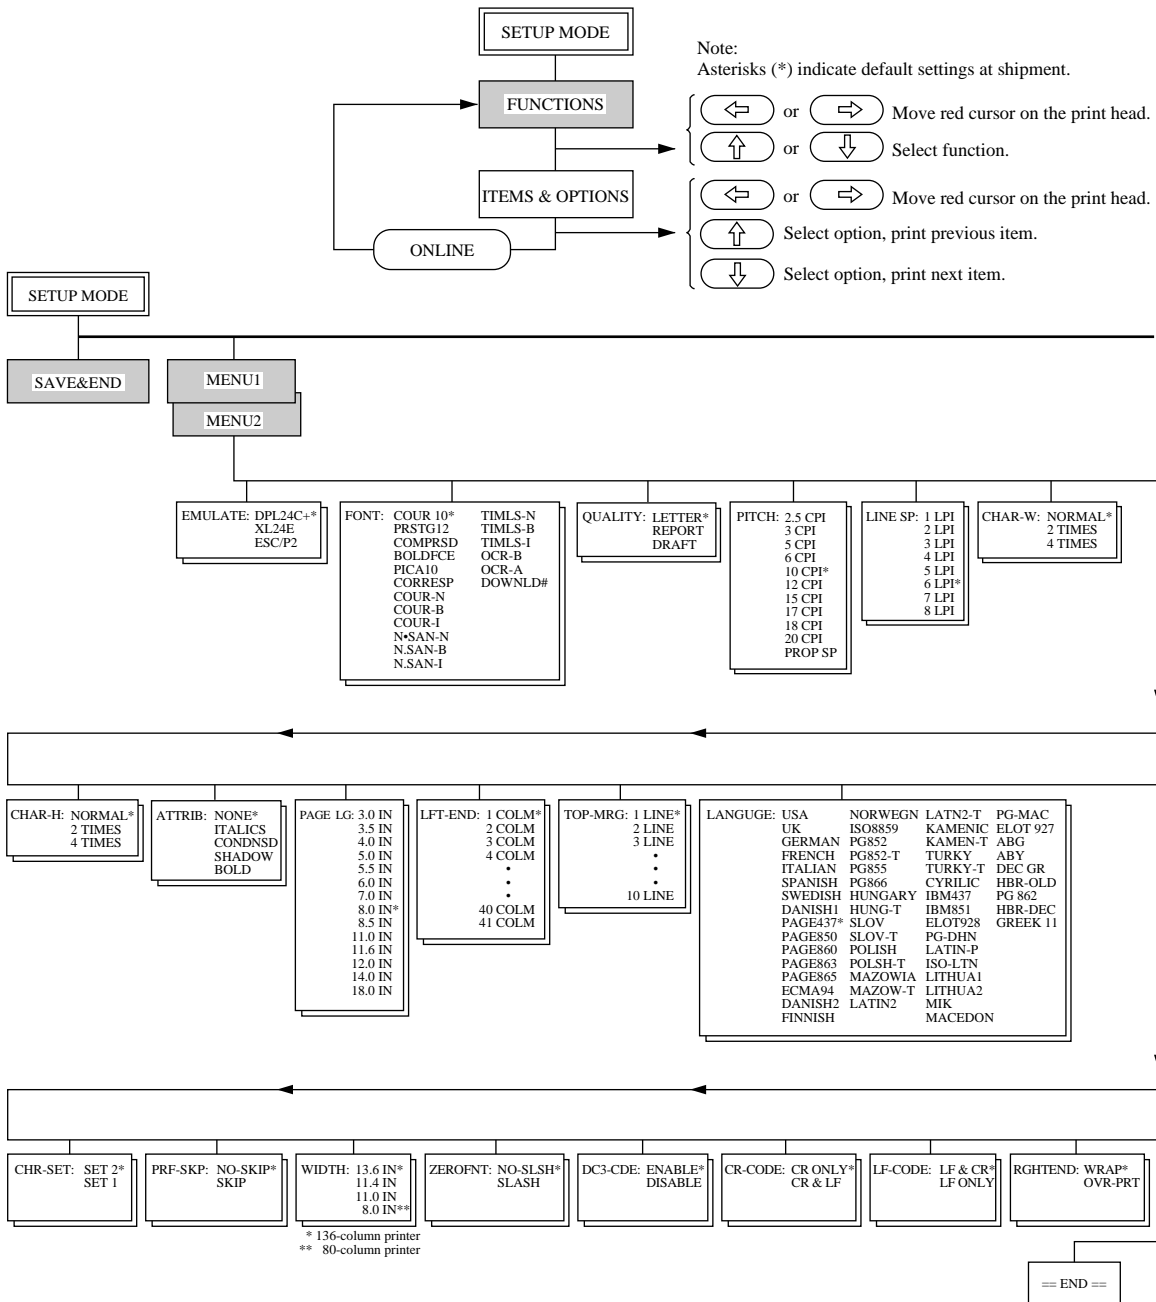 SETUP MODE
Note:
Asterisks (*) indicate default settings at shipment.
FUNCTIONS
or
Move red cursor on the print head.
or
Select function.
ITEMS & OPTIONS
or
Move red cursor on the print head.
Select option, print previous item.
ONLINE
Select option, print next item.
SETUP MODE
SAVE&END
MENU1
MENU2
EMULATE: DPL24C+*
XL24E
ESC/P2
FONT: COUR 10* TIMLS-N
PRSTG12 TIMLS-B
COMPRSD TIMLS-I
BOLDFCE OCR-B
PICA10 OCR-A
CORRESP DOWNLD#
COUR-N
COUR-B
COUR-I
N•SAN-N
N.SAN-B
N.SAN-I
QUALITY: LETTER*
REPORT
DRAFT
PITCH: 2.5 CPI
3 CPI
5 CPI
6 CPI
10 CPI*
12 CPI
15 CPI
17 CPI
18 CPI
20 CPI
PROP SP
LINE SP: 1 LPI
2 LPI
3 LPI
4 LPI
5 LPI
6 LPI*
7 LPI
8 LPI
CHAR-W: NORMAL*
2 TIMES
4 TIMES
CHAR-H: NORMAL*
2 TIMES
4 TIMES
ATTRIB: NONE*
ITALICS
CONDNSD
SHADOW
BOLD
PAGE LG: 3.0 IN
3.5 IN
4.0 IN
5.0 IN
5.5 IN
6.0 IN
7.0 IN
8.0 IN*
8.5 IN
11.0 IN
11.6 IN
12.0 IN
14.0 IN
18.0 IN
LFT-END: 1 COLM*
2 COLM
3 COLM
4 COLM
•
•
•
40 COLM
41 COLM
TOP-MRG: 1 LINE*
2 LINE
3 LINE
•
•
•
10 LINE
LANGUGE: USA NORWEGN LATN2-T PG-MAC
UK ISO8859 KAMENIC ELOT 927
GERMAN PG852 KAMEN-T ABG
FRENCH PG852-T TURKY ABY
ITALIAN PG855 TURKY-T DEC GR
SPANISH PG866 CYRILIC HBR-OLD
SWEDISH HUNGARY IBM437 PG 862
DANISH1 HUNG-T IBM851 HBR-DEC
PAGE437* SLOV ELOT928 GREEK 11
PAGE850 SLOV-T PG-DHN
PAGE860 POLISH LATIN-P
PAGE863 POLSH-T ISO-LTN
PAGE865 MAZOWIA LITHUA1
ECMA94 MAZOW-T LITHUA2
DANISH2 LATIN2 MIK
FINNISH MACEDON
CHR-SET: SET 2*
SET 1
PRF-SKP: NO-SKIP*
SKIP
WIDTH: 13.6 IN*
11.4 IN
11.0 IN
8.0 IN**
* 136-column printer
** 80-column printer
ZEROFNT: NO-SLSH*
SLASH
DC3-CDE: ENABLE*
DISABLE
CR-CODE: CR ONLY*
CR & LF
LF-CODE: LF & CR*
LF ONLY
RGHTEND: WRAP*
OVR-PRT
== END ==